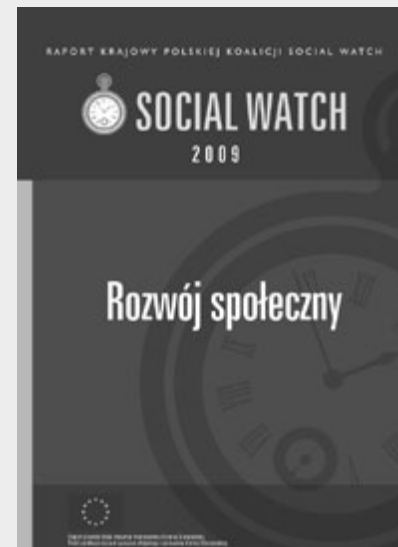 RAPORT KRAJOWY POLSKIEJ KOALICJI SOCIAL WATCH
SOCIAL WATCH
2009
Rozwój społeczny